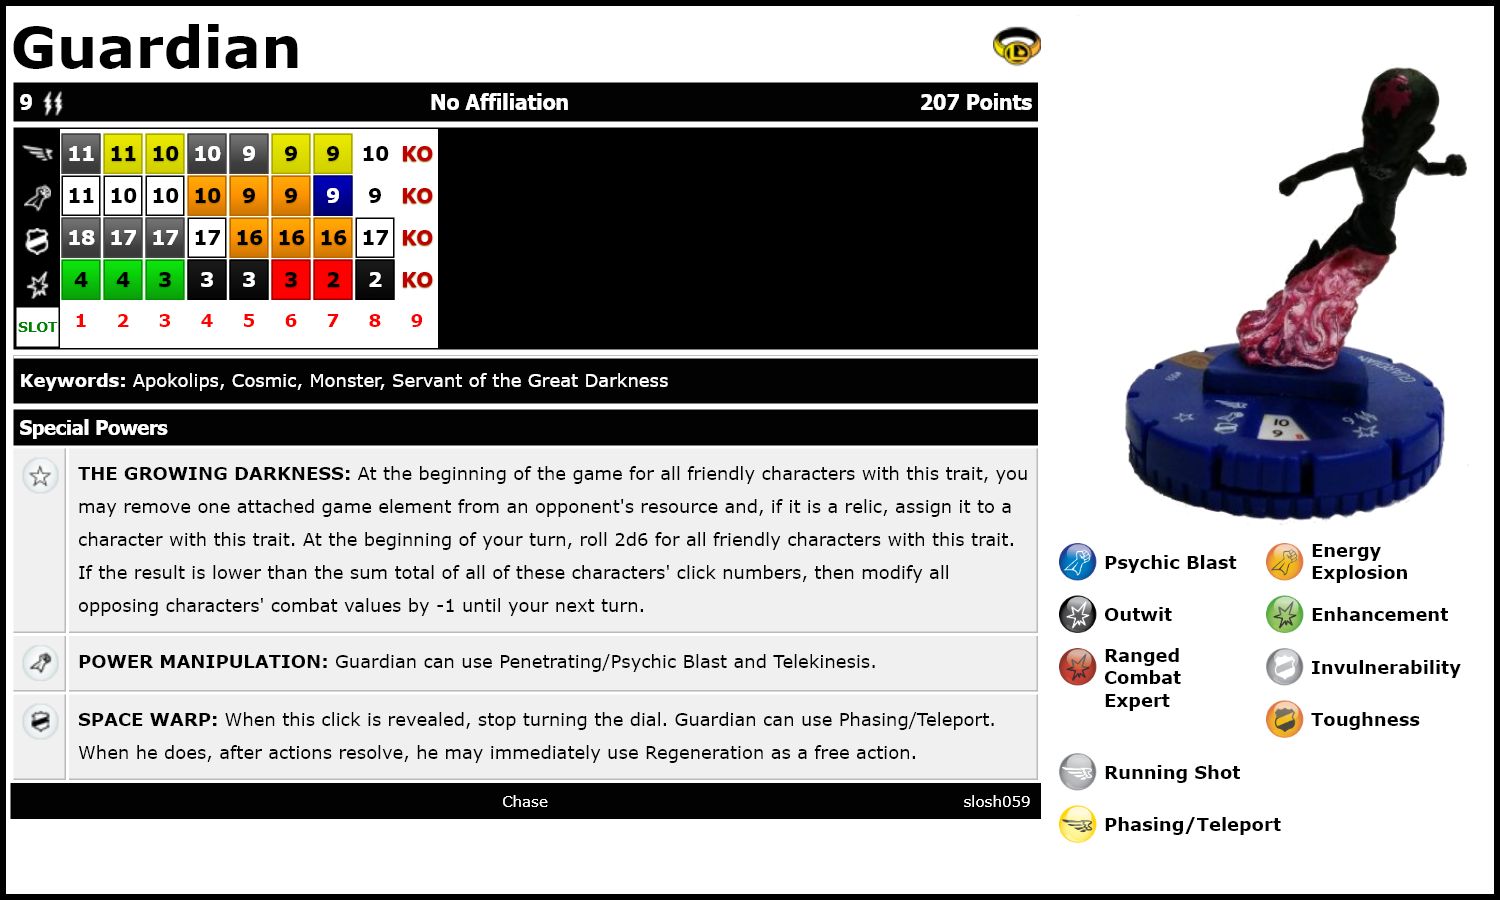 Guardian
9 No Affiliation 207 Points
11 11 10 10 9 9 9 10 KO
11 10 10 10 9 9 9 9 KO
18 17 17 17 16 16 16 17 KO
4 4 3 3 3 3 2 2 KO
SLOT 1 2 3 4 5 6 7 8 9
Keywords: Apokolips, Cosmic, Monster, Servant of the Great Darkness
Special Powers
THE GROWING DARKNESS: At the beginning of the game for all friendly characters with this trait, you
may remove one attached game element from an opponent's resource and, if it is a relic, assign it to a
character with this trait. At the beginning of your turn, roll 2d6 for all friendly characters with this trait.
If the result is lower than the sum total of all of these characters' click numbers, then modify all
opposing characters' combat values by -1 until your next turn.
POWER MANIPULATION: Guardian can use Penetrating/Psychic Blast and Telekinesis.
SPACE WARP: When this click is revealed, stop turning the dial. Guardian can use Phasing/Teleport.
When he does, after actions resolve, he may immediately use Regeneration as a free action.
Chase slosh059
GUARDIAN
059
10
9 8
9
Psychic Blast
Energy
Explosion
Outwit
Enhancement
Ranged
Combat
Expert
Invulnerability
Toughness
Running Shot
Phasing/Teleport